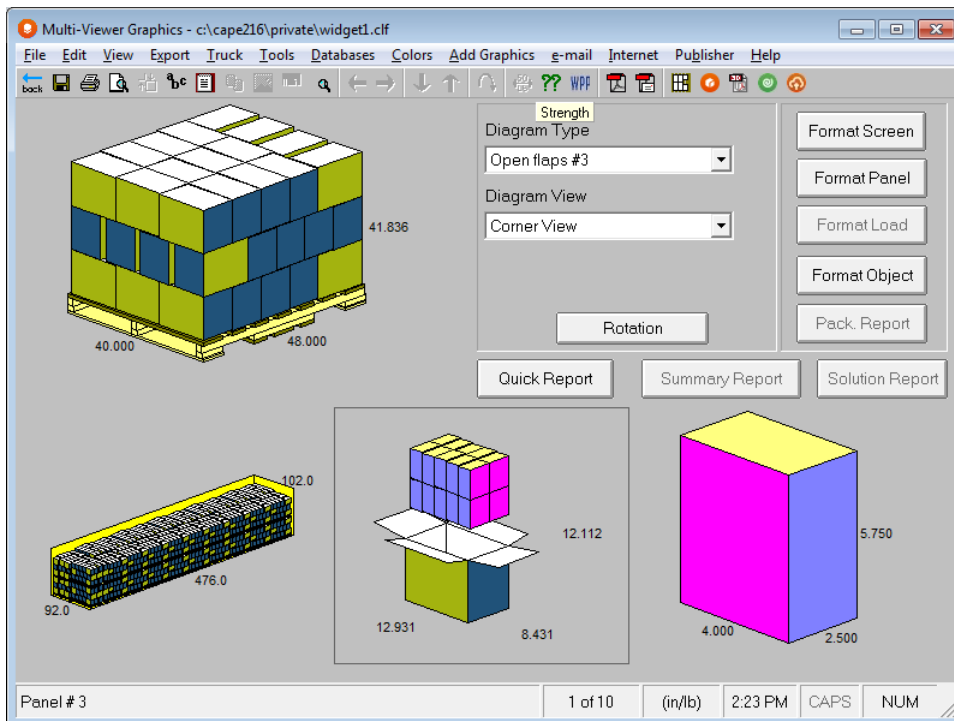 Multi-Viewer Graphics - c:\cape216\private\widget1.clf
File Edit View Export Truck Tools Databases Colors Add Graphics e-mail Internet Publisher Help
back abc ?? WPF
Strength
Diagram Type
Open flaps #3
Diagram View
Corner View
Rotation
Format Screen
Format Panel
Format Load
Format Object
Pack. Report
Quick Report Summary Report Solution Report
41.836
40.000 48.000
102.0
476.0
92.0
12.112
12.931 8.431
5.750
4.000 2.500
Panel # 3 1 of 10 (in/lb) 2:23 PM CAPS NUM